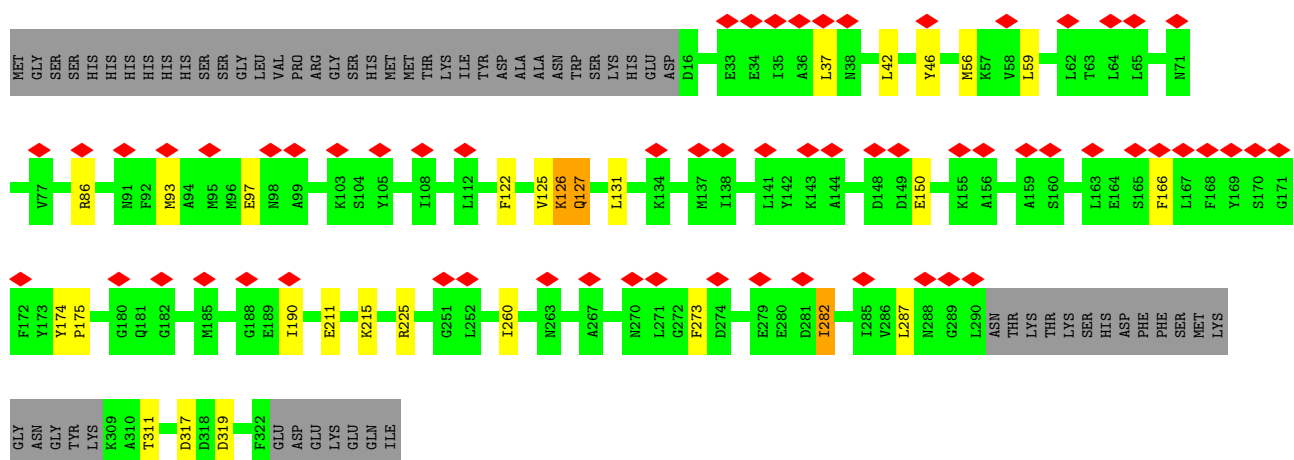 MET GLY SER SER HIS HIS HIS HIS HIS HIS SER SER GLY LEU VAL PRO ARG GLY SER HIS MET MET THR LYS ILE TYR ASP ALA ALA ASN TRP SER LYS HIS GLU ASP D16 E33 E34 I35 A36 L37 N38 L42 Y46 M56 K57 V58 L59 L62 T63 L64 L65 N71
V77 R86 N91 F92 M93 A94 M95 M96 E97 N98 A99 K103 S104 Y105 I108 L112 F122 V125 K126 Q127 L131 K134 M137 I138 L141 Y142 K143 A144 D148 D149 E150 K155 A156 A159 S160 L163 E164 S165 F166 L167 F168 Y169 S170 G171
F172 Y173 Y174 P175 G180 Q181 G182 M185 G188 E189 I190 E211 K215 R225 G251 L252 I260 N263 A267 N270 L271 G272 F273 D274 E279 E280 D281 I282 I285 V286 L287 N288 G289 L290 ASN THR LYS THR LYS SER HIS ASP PHE PHE SER MET LYS
GLY ASN GLY TYR LYS K309 A310 T311 D317 D318 D319 F322 GLU ASP GLU LYS GLU GLN ILE